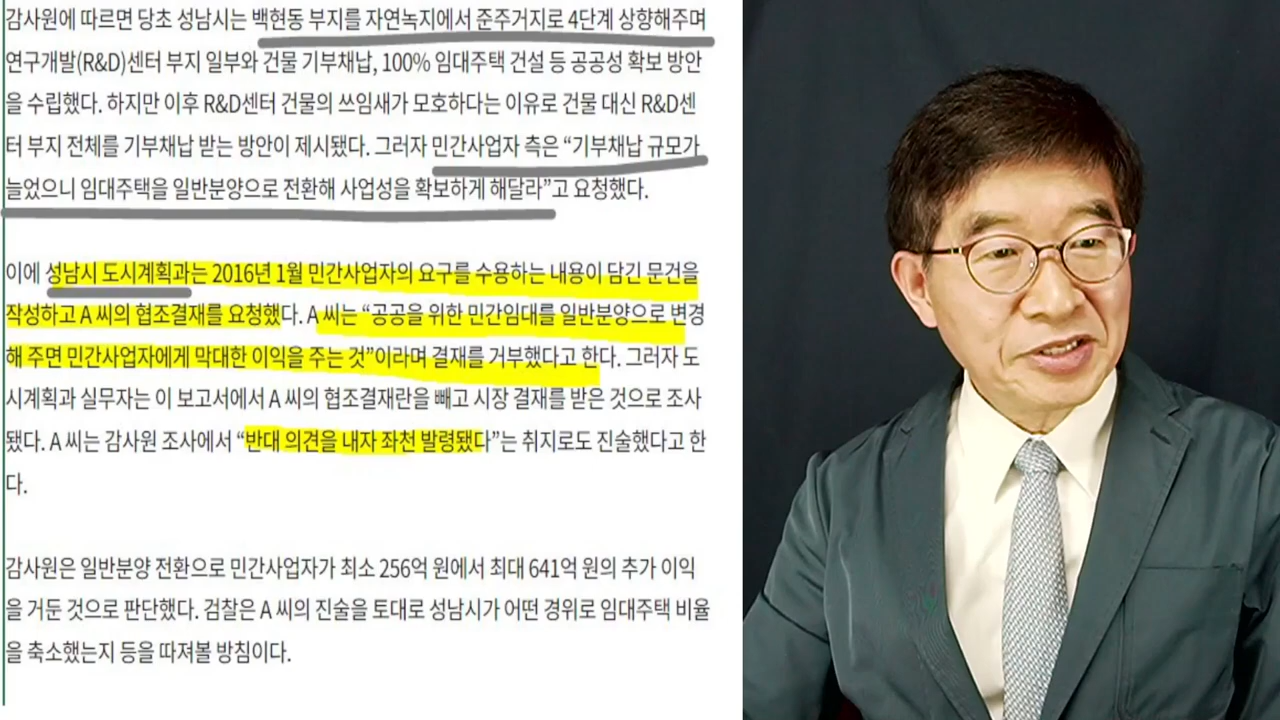 감사원에 따르면 당초 성남시는 백현동 부지를 자연녹지에서 준주거지로 4단계 상향해주며
연구개발(R&D)센터 부지 일부와 건물 기부채납, 100% 임대주택 건설 등 공공성 확보 방안
을 수립했다. 하지만 이후 R&D센터 건물의 쓰임새가 모호하다는 이유로 건물 대신 R&D센
터 부지 전체를 기부채납 받는 방안이 제시됐다. 그러자 민간사업자 측은 “기부채납 규모가
늘었으니 임대주택을 일반분양으로 전환해 사업성을 확보하게 해달라”고 요청했다.
이에 성남시 도시계획과는 2016년 1월 민간사업자의 요구를 수용하는 내용이 담긴 문건을
작성하고 A 씨의 협조결재를 요청했다. A 씨는 “공공을 위한 민간임대를 일반분양으로 변경
해 주면 민간사업자에게 막대한 이익을 주는 것”이라며 결재를 거부했다고 한다. 그러자 도
시계획과 실무자는 이 보고서에서 A 씨의 협조결재란을 빼고 시장 결재를 받은 것으로 조사
됐다. A 씨는 감사원 조사에서 “반대 의견을 내자 좌천 발령됐다”는 취지로도 진술했다고 한
다.
감사원은 일반분양 전환으로 민간사업자가 최소 256억 원에서 최대 641억 원의 추가 이익
을 거둔 것으로 판단했다. 검찰은 A 씨의 진술을 토대로 성남시가 어떤 경위로 임대주택 비율
을 축소했는지 등을 따져볼 방침이다.